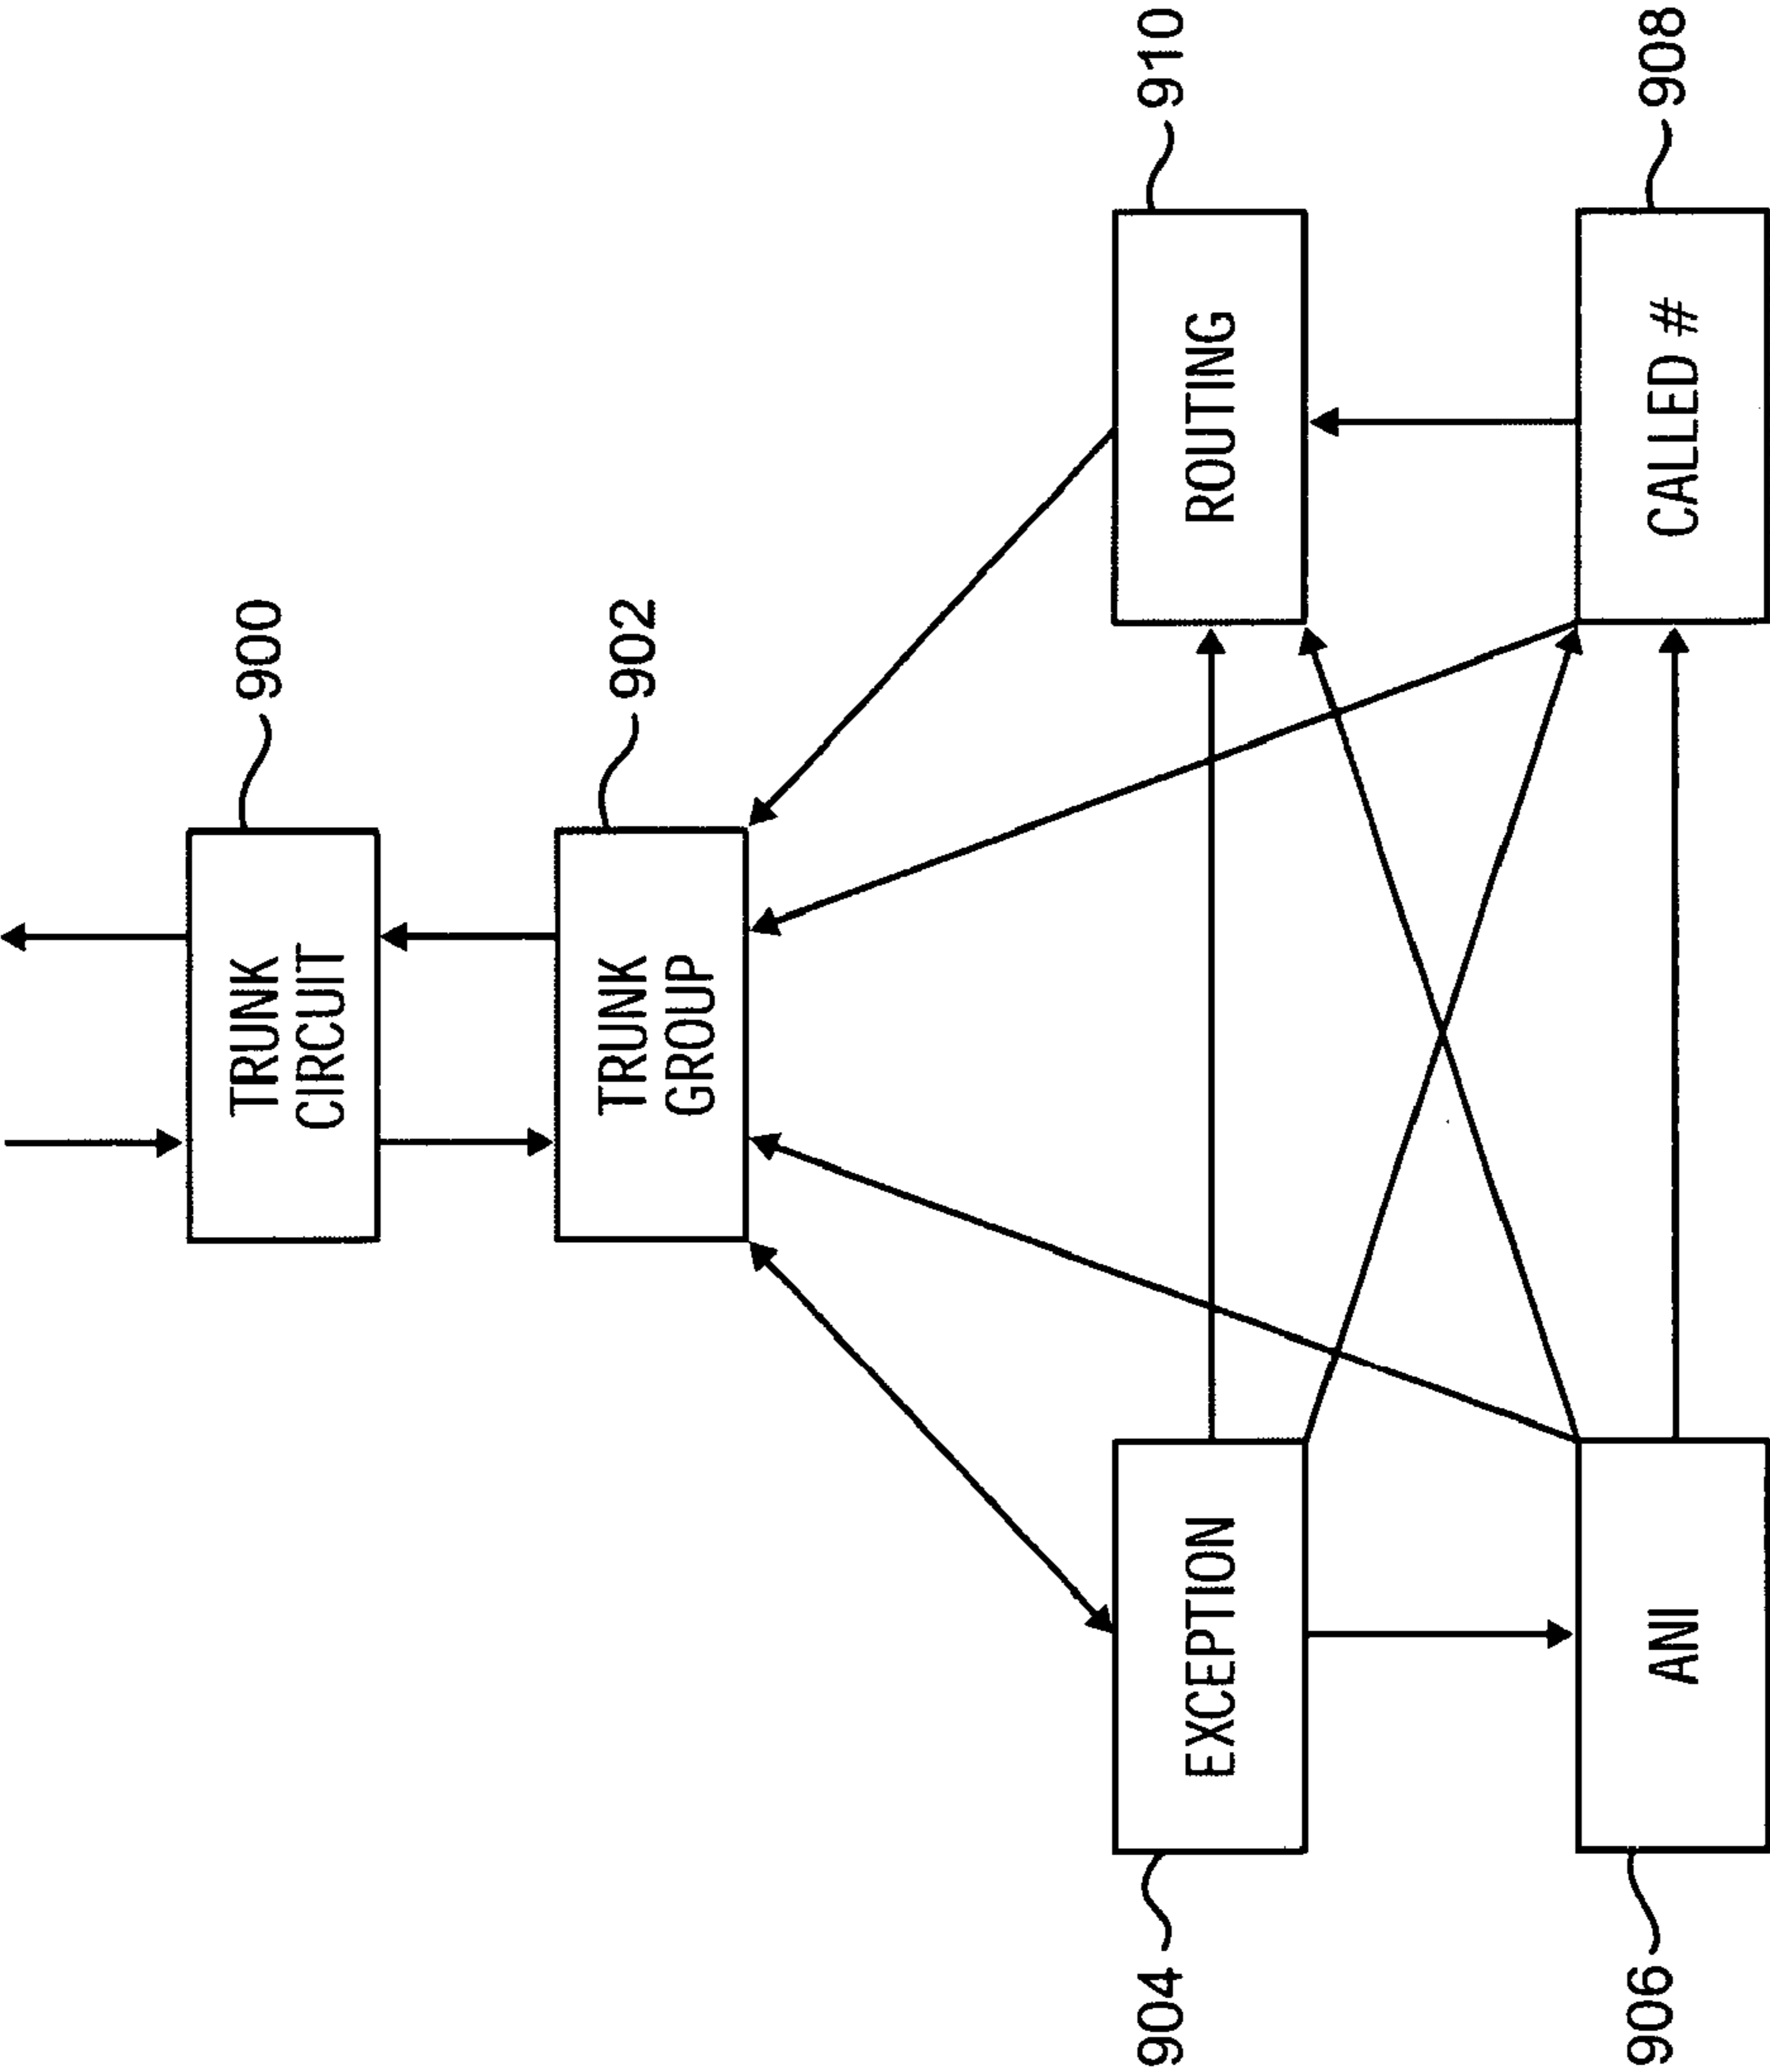 900
TRUNK
CIRCUIT
902
TRUNK
GROUP
904
EXCEPTION
ROUTING
910
906
ANI
CALLED #
908